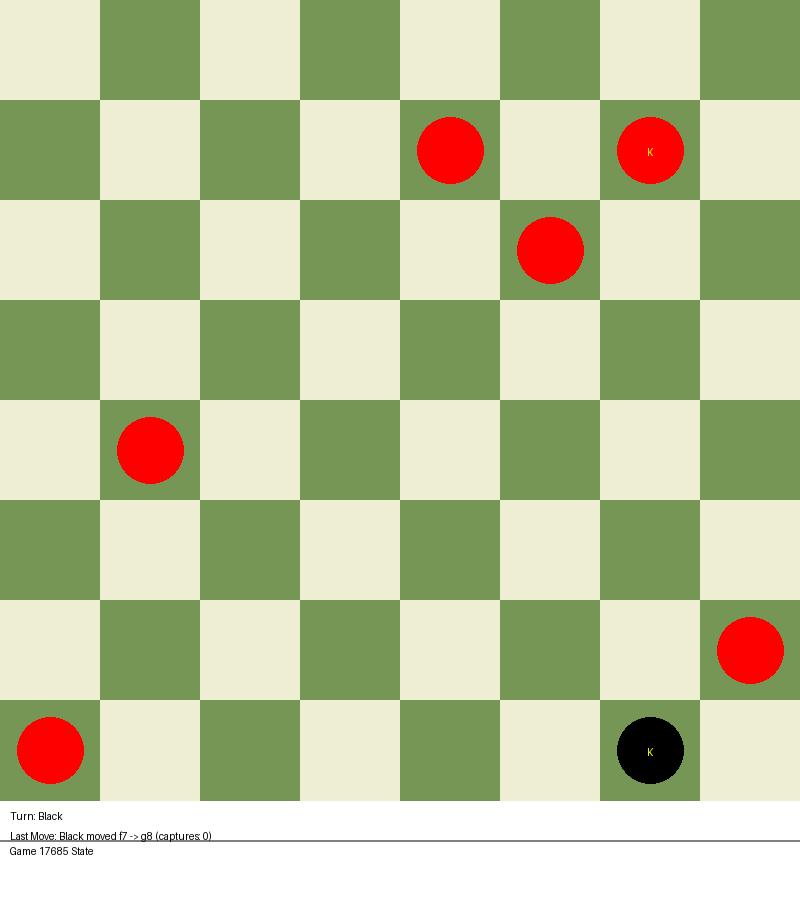 K
K
Turn: Black
Last Move: Black moved f7 -> g8 (captures: 0)
Game 17685 State